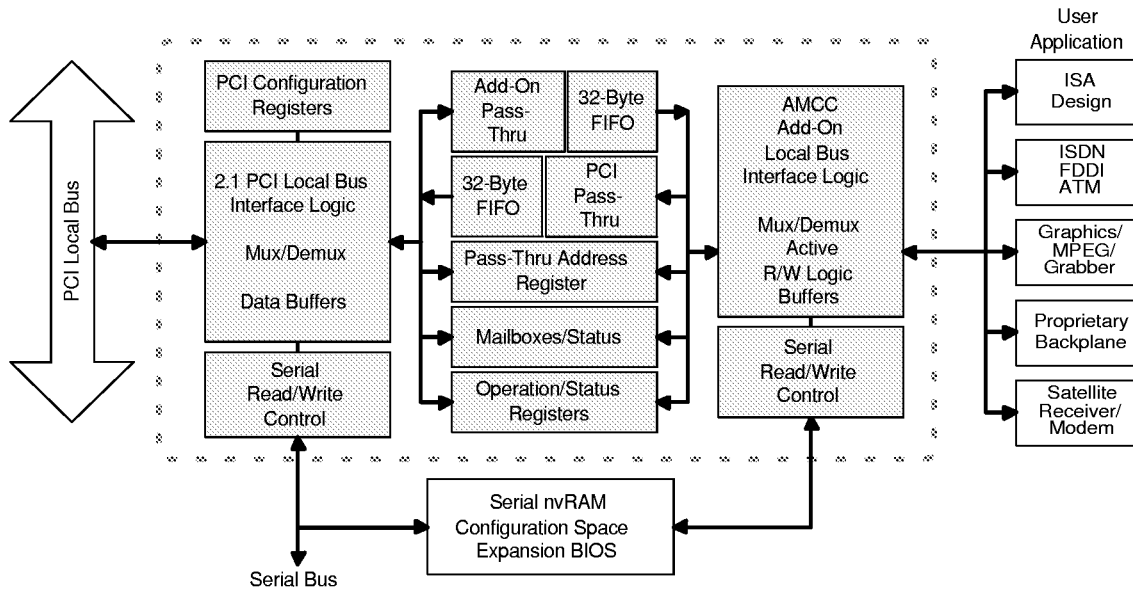 User
Application
PCI Local Bus
PCI Configuration
Registers
2.1 PCI Local Bus
Interface Logic
Mux/Demux
Data Buffers
Serial
Read/Write
Control
Add-On
Pass-
Thru
32-Byte
FIFO
32-Byte
FIFO
PCI
Pass-
Thru
Pass-Thru Address
Register
Mailboxes/Status
Operation/Status
Registers
AMCC
Add-On
Local Bus
Interface Logic
Mux/Demux
Active
R/W Logic
Buffers
Serial
Read/Write
Control
ISA
Design
ISDN
FDDI
ATM
Graphics/
MPEG/
Grabber
Proprietary
Backplane
Satellite
Receiver/
Modem
Serial nvRAM
Configuration Space
Expansion BIOS
Serial Bus